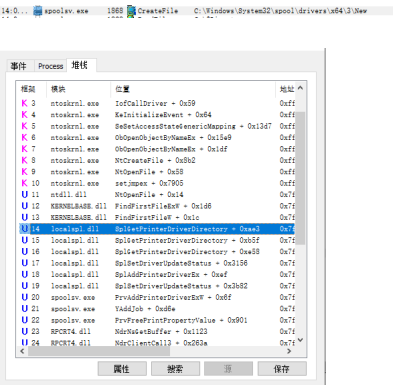 14:0... spoolsv.exe 1868 CreateFile C:\Windows\System32\spool\drivers\x64\3\New
事件 Process 堆栈
框架 模块 位置 地址
K 3 ntoskrnl.exe IofCallDriver + 0x59 0xff
K 4 ntoskrnl.exe KeInitializeEvent + 0x64 0xff
K 5 ntoskrnl.exe SeSetAccessStateGenericMapping + 0x13d7 0xff
K 6 ntoskrnl.exe ObOpenObjectByNameEx + 0x15e9 0xff
K 7 ntoskrnl.exe ObOpenObjectByNameEx + 0x1df 0xff
K 8 ntoskrnl.exe NtCreateFile + 0x8b2 0xff
K 9 ntoskrnl.exe NtOpenFile + 0x58 0xff
K 10 ntoskrnl.exe setjmpex + 0x7905 0xff
U 11 ntdll.dll NtOpenFile + 0x14 0x7f
U 12 KERNELBASE.dll FindFirstFileExW + 0x1d6 0x7f
U 13 KERNELBASE.dll FindFirstFileW + 0x1c 0x7f
U 14 localspl.dll SplGetPrinterDriverDirectory + 0xae3 0x7f
U 15 localspl.dll SplGetPrinterDriverDirectory + 0xb5f 0x7f
U 16 localspl.dll SplGetPrinterDriverDirectory + 0xe58 0x7f
U 17 localspl.dll SplSetDriverUpdateStatus + 0x3156 0x7f
U 18 localspl.dll SplAddPrinterDriverEx + 0xef 0x7f
U 19 localspl.dll SplSetDriverUpdateStatus + 0x3b82 0x7f
U 20 spoolsv.exe PrvAddPrinterDriverExW + 0x6f 0x7f
U 21 spoolsv.exe YAddJob + 0xd6e 0x7f
U 22 spoolsv.exe PrvFreePrintPropertyValue + 0x901 0x7f
U 23 RPCRT4.dll NdrNsGetBuffer + 0x1123 0x7f
U 24 RPCRT4.dll NdrClientCall3 + 0x263a 0x7f
属性 搜索 源 保存